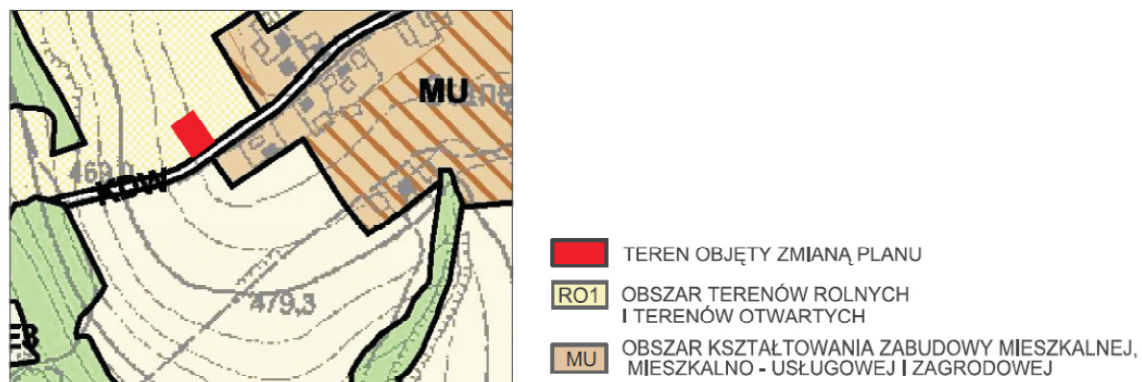 MU
469,0
KDW
479,3
TEREN OBJĘTY ZMIANĄ PLANU
RO1 OBSZAR TERENÓW ROLNYCH
I TERENÓW OTWARTYCH
MU OBSZAR KSZTAŁTOWANIA ZABUDOWY MIESZKALNEJ,
MIESZKALNO - USŁUGOWEJ I ZAGRODOWEJ